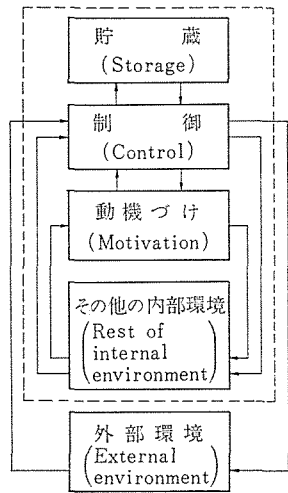 貯蔵
(Storage)
制御
(Control)
動機づけ
(Motivation)
その他の内部環境
(Rest of
internal
environment)
外部環境
(External
environment)